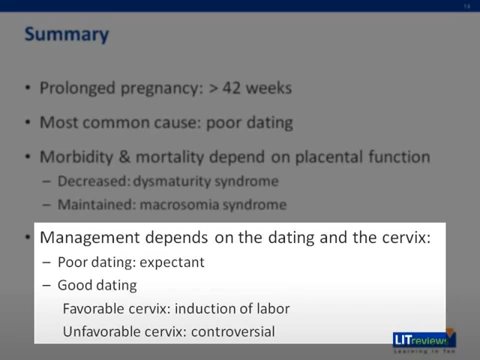 14
Summary
• Prolonged pregnancy: > 42 weeks
• Most common cause: poor dating
• Morbidity & mortality depend on placental function
– Decreased: dysmaturity syndrome
– Maintained: macrosomia syndrome
• Management depends on the dating and the cervix:
– Poor dating: expectant
– Good dating
Favorable cervix: induction of labor
Unfavorable cervix: controversial
LITreviews
Learning in Ten